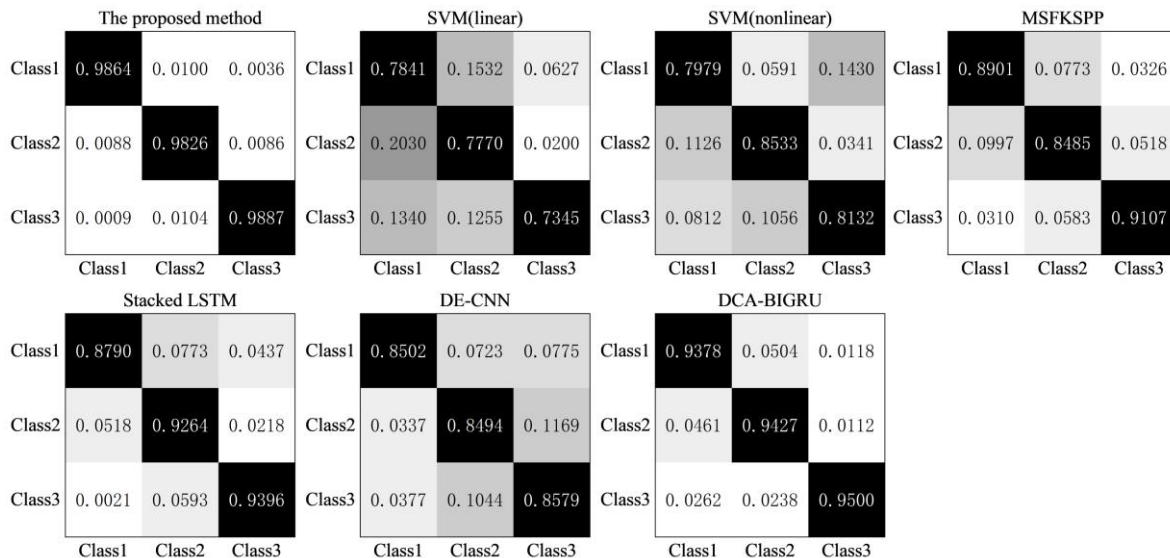 The proposed method SVM(linear) SVM(nonlinear) MSFKSPP
Class1 0.9864 0.0100 0.0036 Class1 0.7841 0.1532 0.0627 Class1 0.7979 0.0591 0.1430 Class1 0.8901 0.0773 0.0326
Class2 0.0088 0.9826 0.0086 Class2 0.2030 0.7770 0.0200 Class2 0.1126 0.8533 0.0341 Class2 0.0997 0.8485 0.0518
Class3 0.0009 0.0104 0.9887 Class3 0.1340 0.1255 0.7345 Class3 0.0812 0.1056 0.8132 Class3 0.0310 0.0583 0.9107
Class1 Class2 Class3 Class1 Class2 Class3 Class1 Class2 Class3 Class1 Class2 Class3
Stacked LSTM DE-CNN DCA-BIGRU
Class1 0.8790 0.0773 0.0437 Class1 0.8502 0.0723 0.0775 Class1 0.9378 0.0504 0.0118
Class2 0.0518 0.9264 0.0218 Class2 0.0337 0.8494 0.1169 Class2 0.0461 0.9427 0.0112
Class3 0.0021 0.0593 0.9396 Class3 0.0377 0.1044 0.8579 Class3 0.0262 0.0238 0.9500
Class1 Class2 Class3 Class1 Class2 Class3 Class1 Class2 Class3